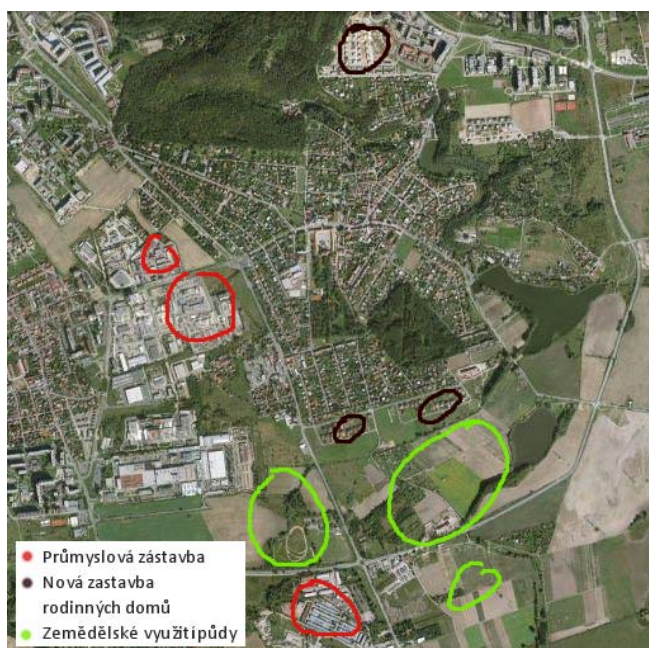 Průmyslová zástavba
Nová zastavba
rodinných domů
Zemědělské využití půdy